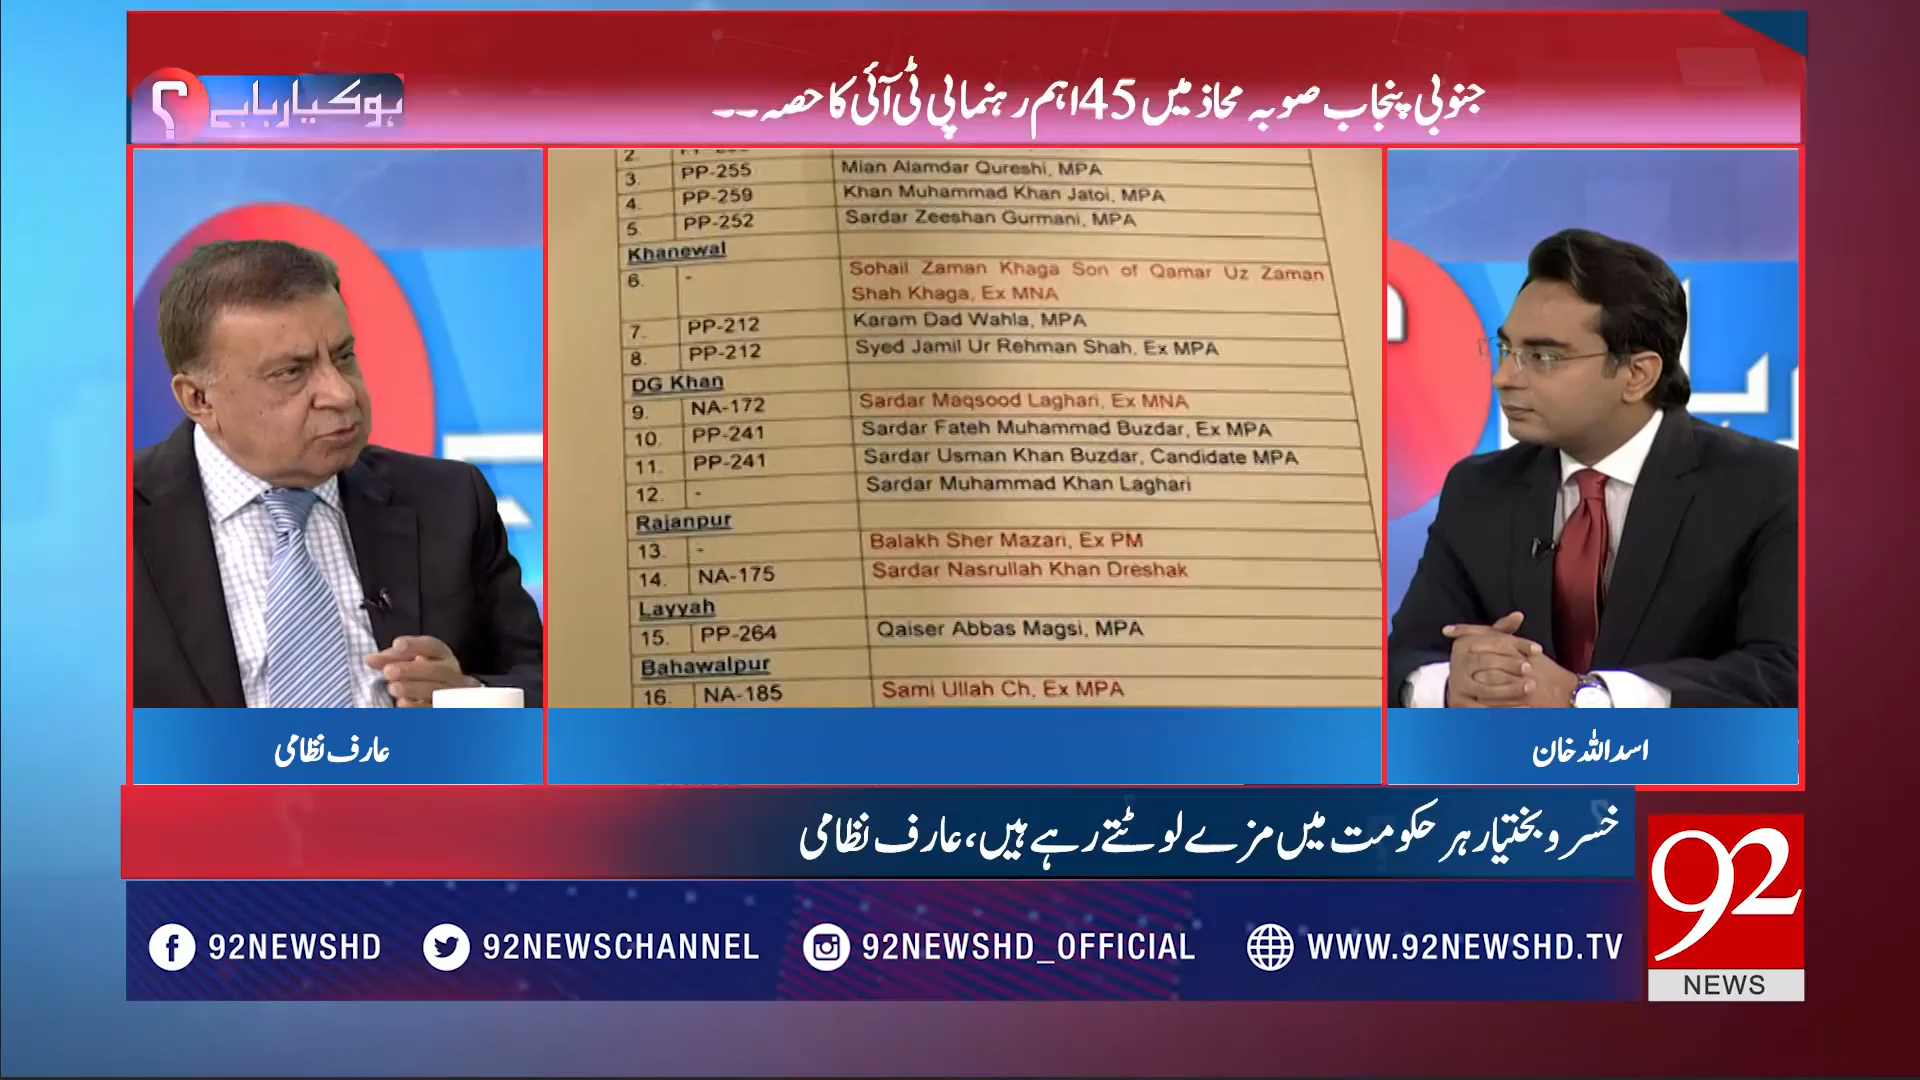 جنوبی پنجاب صوبہ محاذ میں 45 اہم رہنما پی ٹی آئی کا حصہ ۔۔
ہو کیا رہا ہے ؟
2.
3. PP-255 Mian Alamdar Qureshi, MPA
4. PP-259 Khan Muhammad Khan Jatoi, MPA
5. PP-252 Sardar Zeeshan Gurmani, MPA
Khanewal
6. - Sohail Zaman Khaga Son of Qamar Uz Zaman
Shah Khaga, Ex MNA
7. PP-212 Karam Dad Wahla, MPA
8. PP-212 Syed Jamil Ur Rehman Shah, Ex MPA
DG Khan
9. NA-172 Sardar Maqsood Laghari, Ex MNA
10. PP-241 Sardar Fateh Muhammad Buzdar, Ex MPA
11. PP-241 Sardar Usman Khan Buzdar, Candidate MPA
12. - Sardar Muhammad Khan Laghari
Rajanpur
13. - Balakh Sher Mazari, Ex PM
14. NA-175 Sardar Nasrullah Khan Dreshak
Layyah
15. PP-264 Qaiser Abbas Magsi, MPA
Bahawalpur
16. NA-185 Sami Ullah Ch, Ex MPA
عارف نظامی
اسد اللہ خان
خسرو بختیار ہر حکومت میں مزے لوٹتے رہے ہیں، عارف نظامی
92NEWSHD 92NEWSCHANNEL 92NEWSHD_OFFICIAL WWW.92NEWSHD.TV
92
NEWS